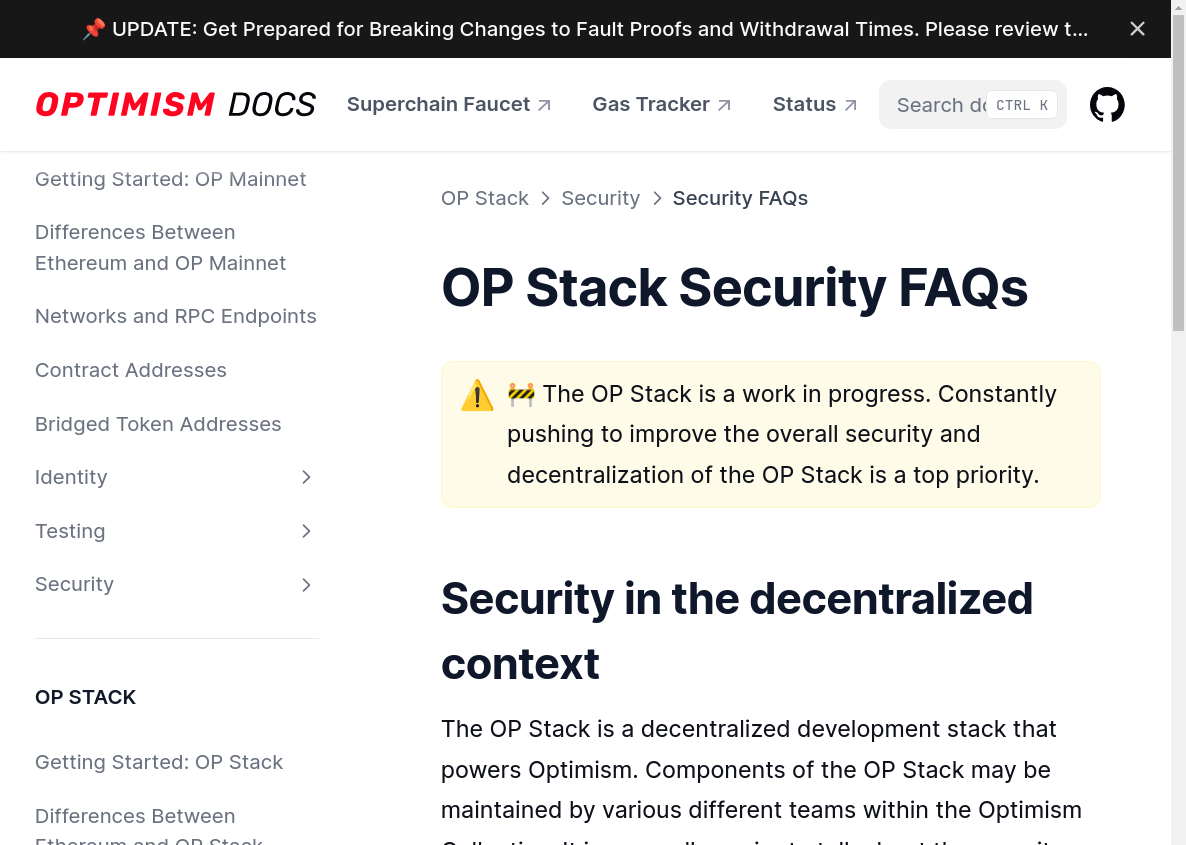 📌 UPDATE: Get Prepared for Breaking Changes to Fault Proofs and Withdrawal Times. Please review t...
OPTIMISM DOCS
Superchain Faucet
Gas Tracker
Status
Search do
CTRL K
Getting Started: OP Mainnet
Differences Between
Ethereum and OP Mainnet
Networks and RPC Endpoints
Contract Addresses
Bridged Token Addresses
Identity
Testing
Security
OP STACK
Getting Started: OP Stack
Differences Between
Ethereum and OP Stack
OP Stack > Security > Security FAQs
OP Stack Security FAQs
⚠️ 🚧 The OP Stack is a work in progress. Constantly
pushing to improve the overall security and
decentralization of the OP Stack is a top priority.
Security in the decentralized
context
The OP Stack is a decentralized development stack that
powers Optimism. Components of the OP Stack may be
maintained by various different teams within the Optimism